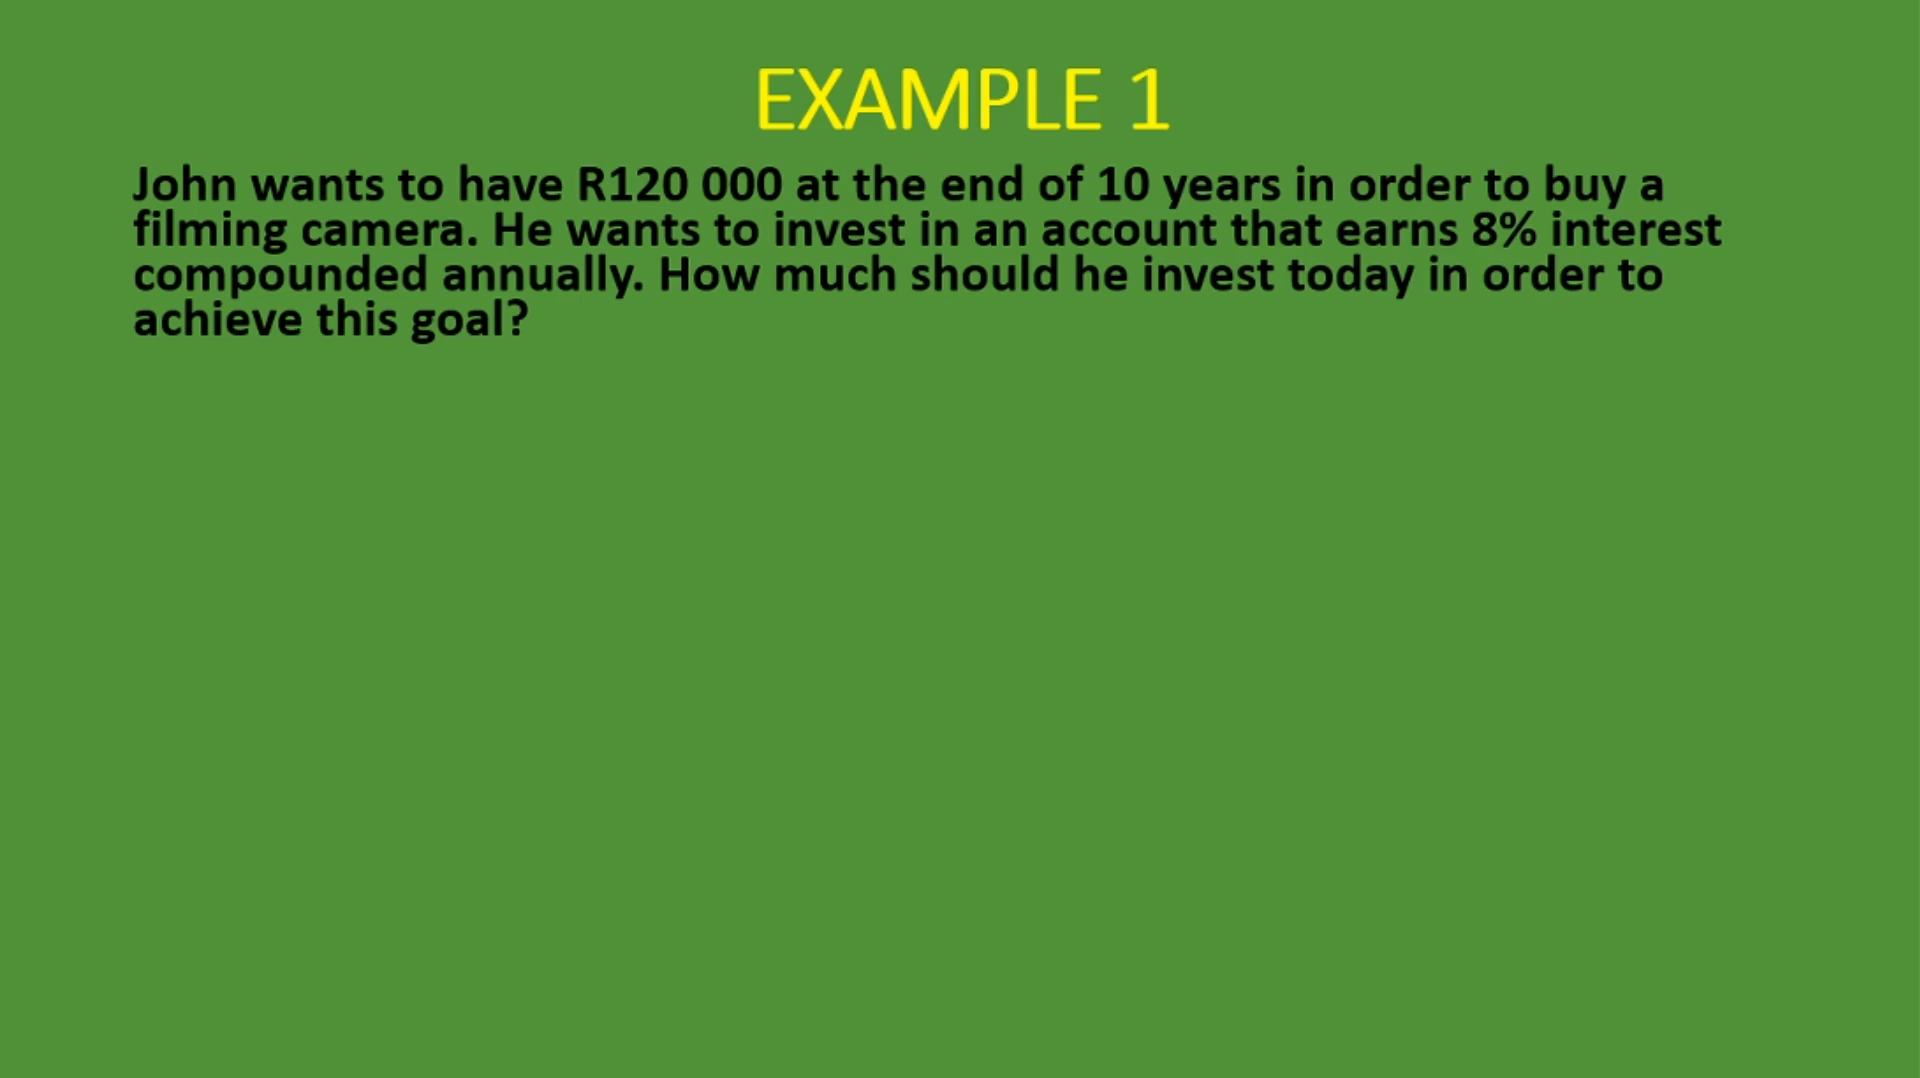 EXAMPLE 1
John wants to have R120 000 at the end of 10 years in order to buy a
filming camera. He wants to invest in an account that earns 8% interest
compounded annually. How much should he invest today in order to
achieve this goal?